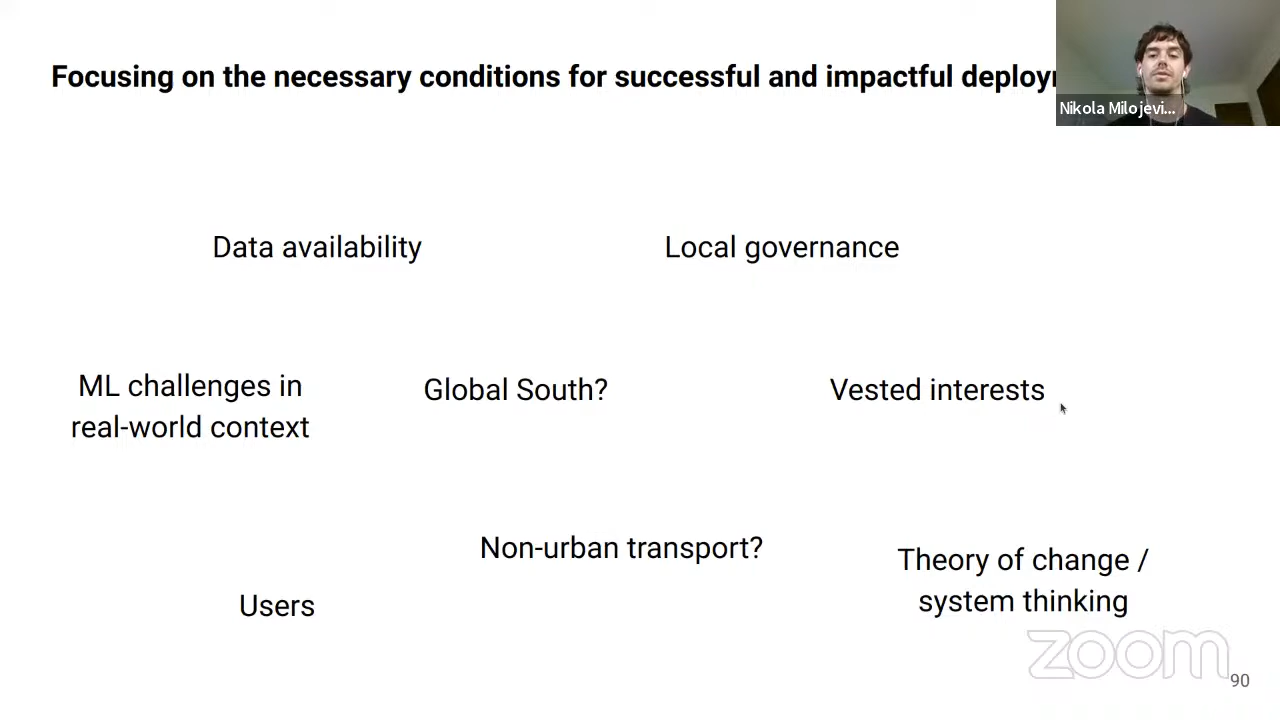 Focusing on the necessary conditions for successful and impactful
Nikola Milojevi...
Data availability
Local governance
ML challenges in
real-world context
Global South?
Vested interests
Non-urban transport?
Theory of change /
system thinking
Users
zoom
90